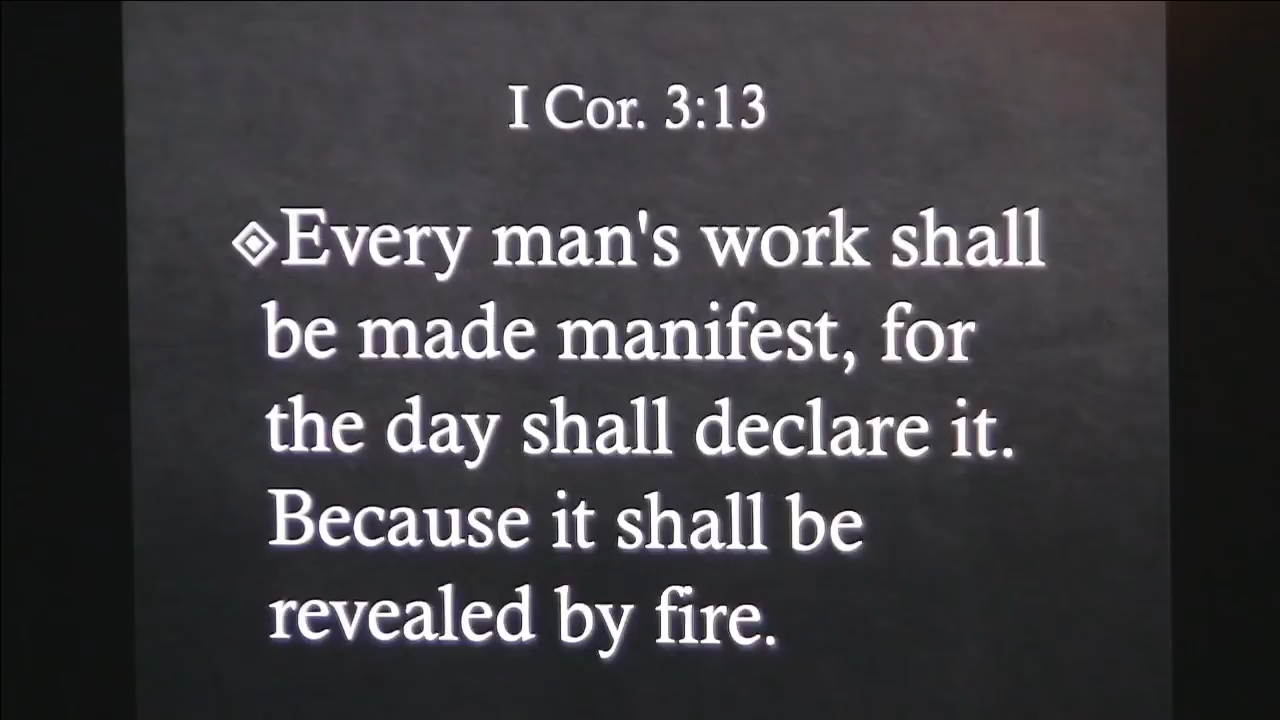 I Cor. 3:13
Every man's work shall
be made manifest, for
the day shall declare it.
Because it shall be
revealed by fire.